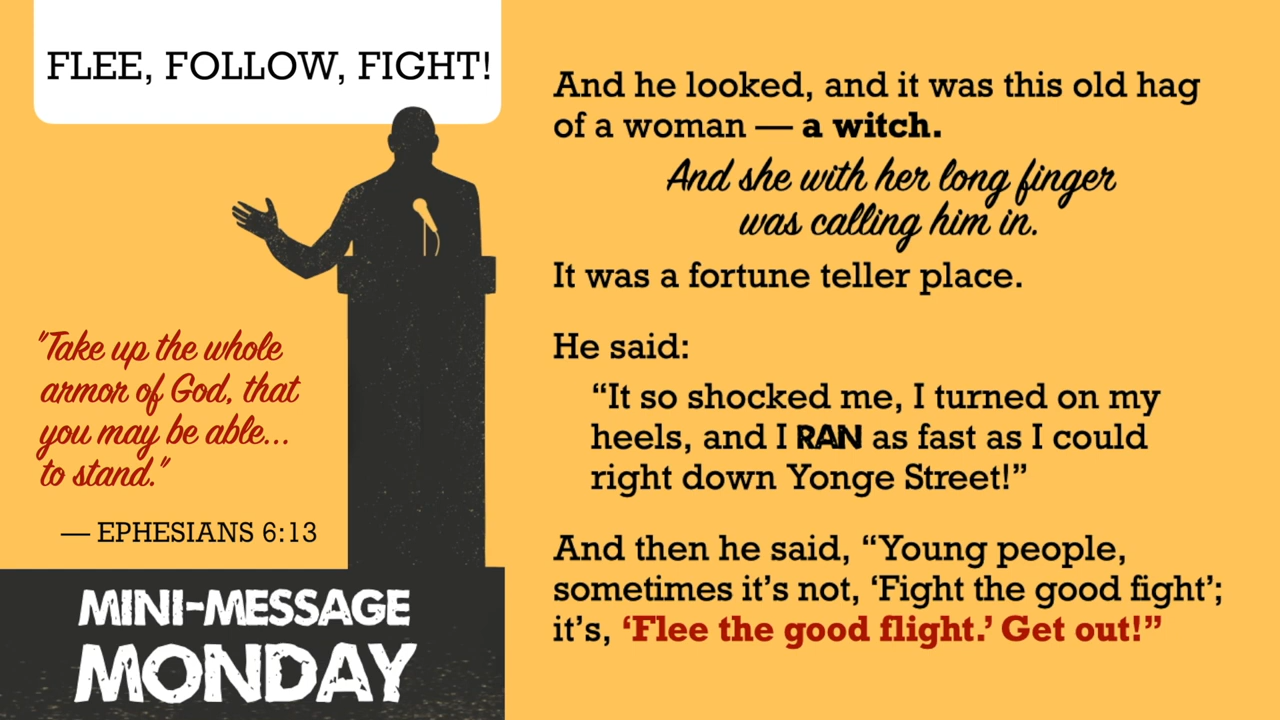 FLEE, FOLLOW, FIGHT!
"Take up the whole
armor of God, that
you may be able...
to stand."
— EPHESIANS 6:13
MINI-MESSAGE
MONDAY
And he looked, and it was this old hag
of a woman — a witch.
And she with her long finger
was calling him in.
It was a fortune teller place.
He said:
“It so shocked me, I turned on my
heels, and I RAN as fast as I could
right down Yonge Street!”
And then he said, “Young people,
sometimes it’s not, ‘Fight the good fight’;
it’s, ‘Flee the good flight.’ Get out!”